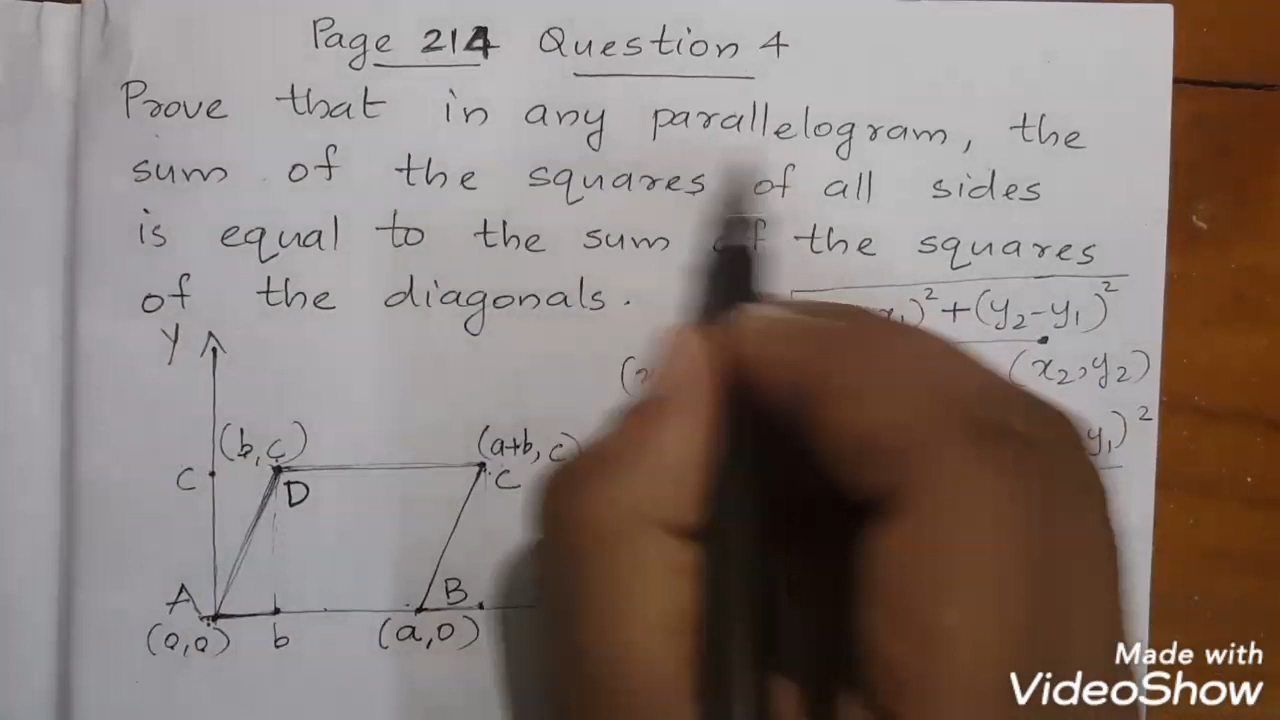 Page 214 Question 4
Prove that in any parallelogram, the
sum of the squares of all sides
is equal to the sum of the squares
of the diagonals.
)² + (y₂-y₁)²
(x₂,y₂)
y₁)²
Y
(b,c)
(a+b, c)
C
D
C
A
B
(0,0)
b
(a,0)
Made with
VideoShow